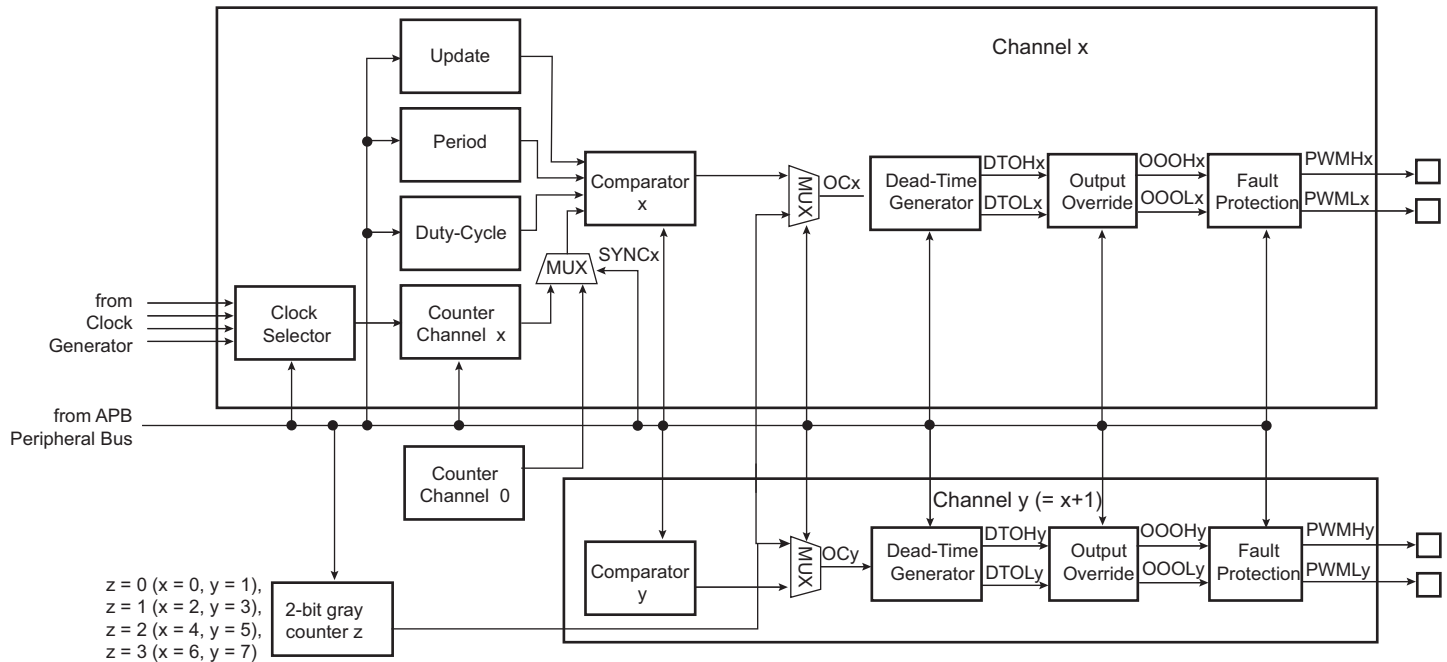 Channel x
Update
Period
Duty-Cycle
Comparator
x
MUX
SYNCx
MUX
OCx
Dead-Time
Generator
DTOHx
DTOLx
Output
Override
OOOHx
OOOLx
Fault
Protection
PWMHx
PWMLx
from
Clock
Generator
Clock
Selector
Counter
Channel x
from APB
Peripheral Bus
Counter
Channel 0
Channel y (= x+1)
Comparator
y
MUX
OCy
Dead-Time
Generator
DTOHy
DTOLy
Output
Override
OOOHy
OOOLy
Fault
Protection
PWMHy
PWMLy
z = 0 (x = 0, y = 1),
z = 1 (x = 2, y = 3),
z = 2 (x = 4, y = 5),
z = 3 (x = 6, y = 7)
2-bit gray
counter z